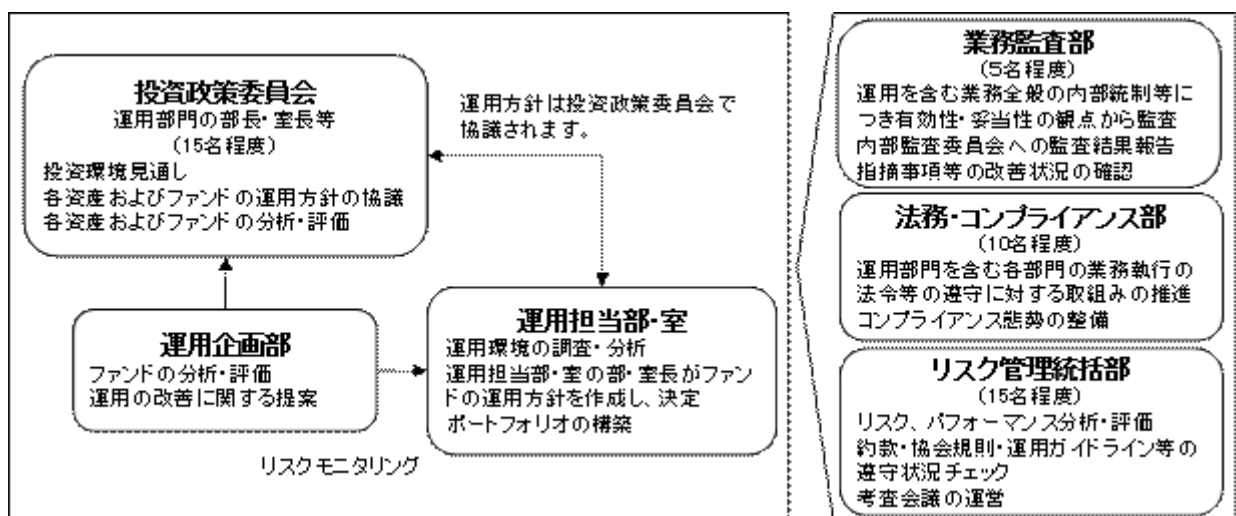 投資政策委員会
運用部門の部長・室長等
(15名程度)
投資環境見通し
各資産およびファンドの運用方針の協議
各資産およびファンドの分析・評価
運用方針は投資政策委員会で
協議されます。
運用企画部
ファンドの分析・評価
運用の改善に関する提案
運用担当部・室
運用環境の調査・分析
運用担当部・室の部・室長がファン
ドの運用方針を作成し、決定
ポートフォリオの構築
リスクモニタリング
業務監査部
(5名程度)
運用を含む業務全般の内部統制等に
つき有効性・妥当性の観点から監査
内部監査委員会への監査結果報告
指摘事項等の改善状況の確認
法務・コンプライアンス部
(10名程度)
運用部門を含む各部門の業務執行の
法令等の遵守に対する取組みの推進
コンプライアンス態勢の整備
リスク管理統括部
(15名程度)
リスク、パフォーマンス分析・評価
約款・協会規則・運用ガイドライン等の
遵守状況チェック
考査会議の運営